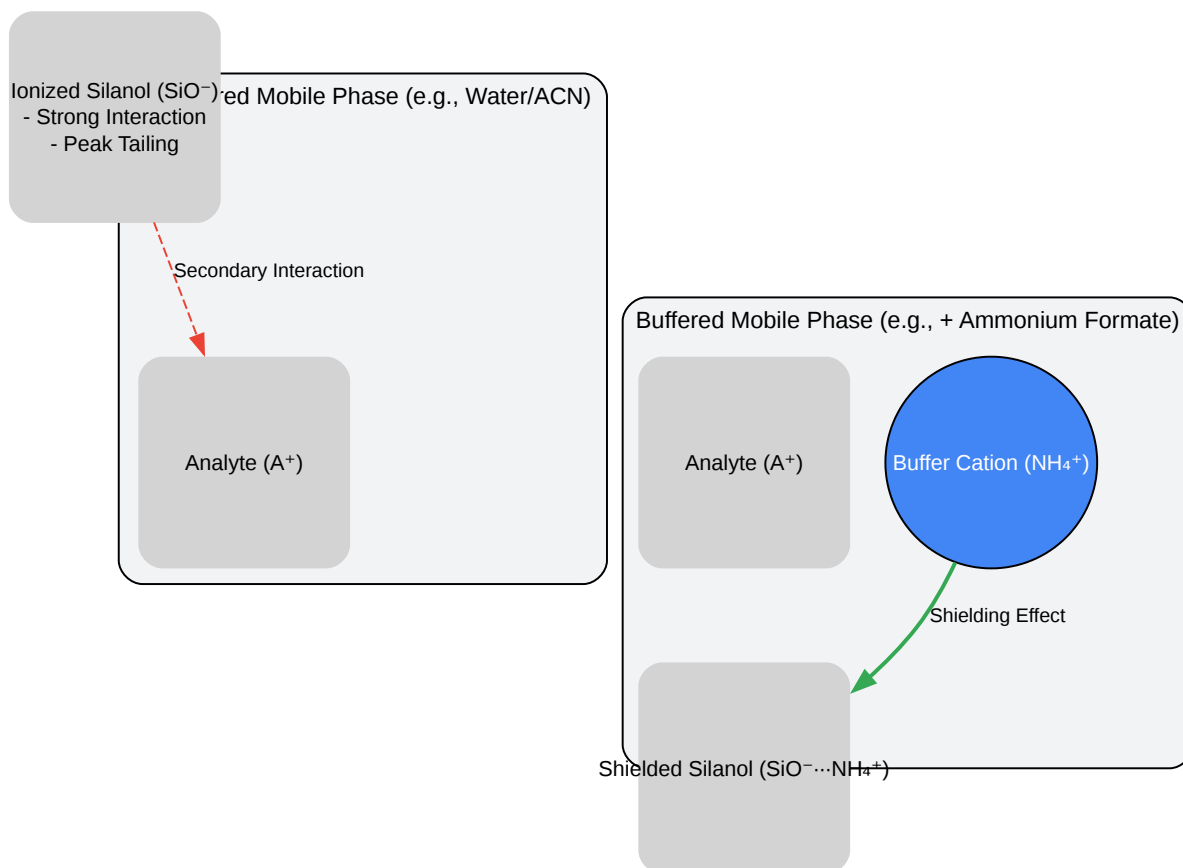 Ionized Silanol (SiO⁻)
- Strong Interaction
- Peak Tailing
red Mobile Phase (e.g., Water/ACN)
Secondary Interaction
Analyte (A⁺)
Buffered Mobile Phase (e.g., + Ammonium Formate)
Analyte (A⁺)
Buffer Cation (NH₄⁺)
Shielding Effect
Shielded Silanol (SiO⁻···NH₄⁺)